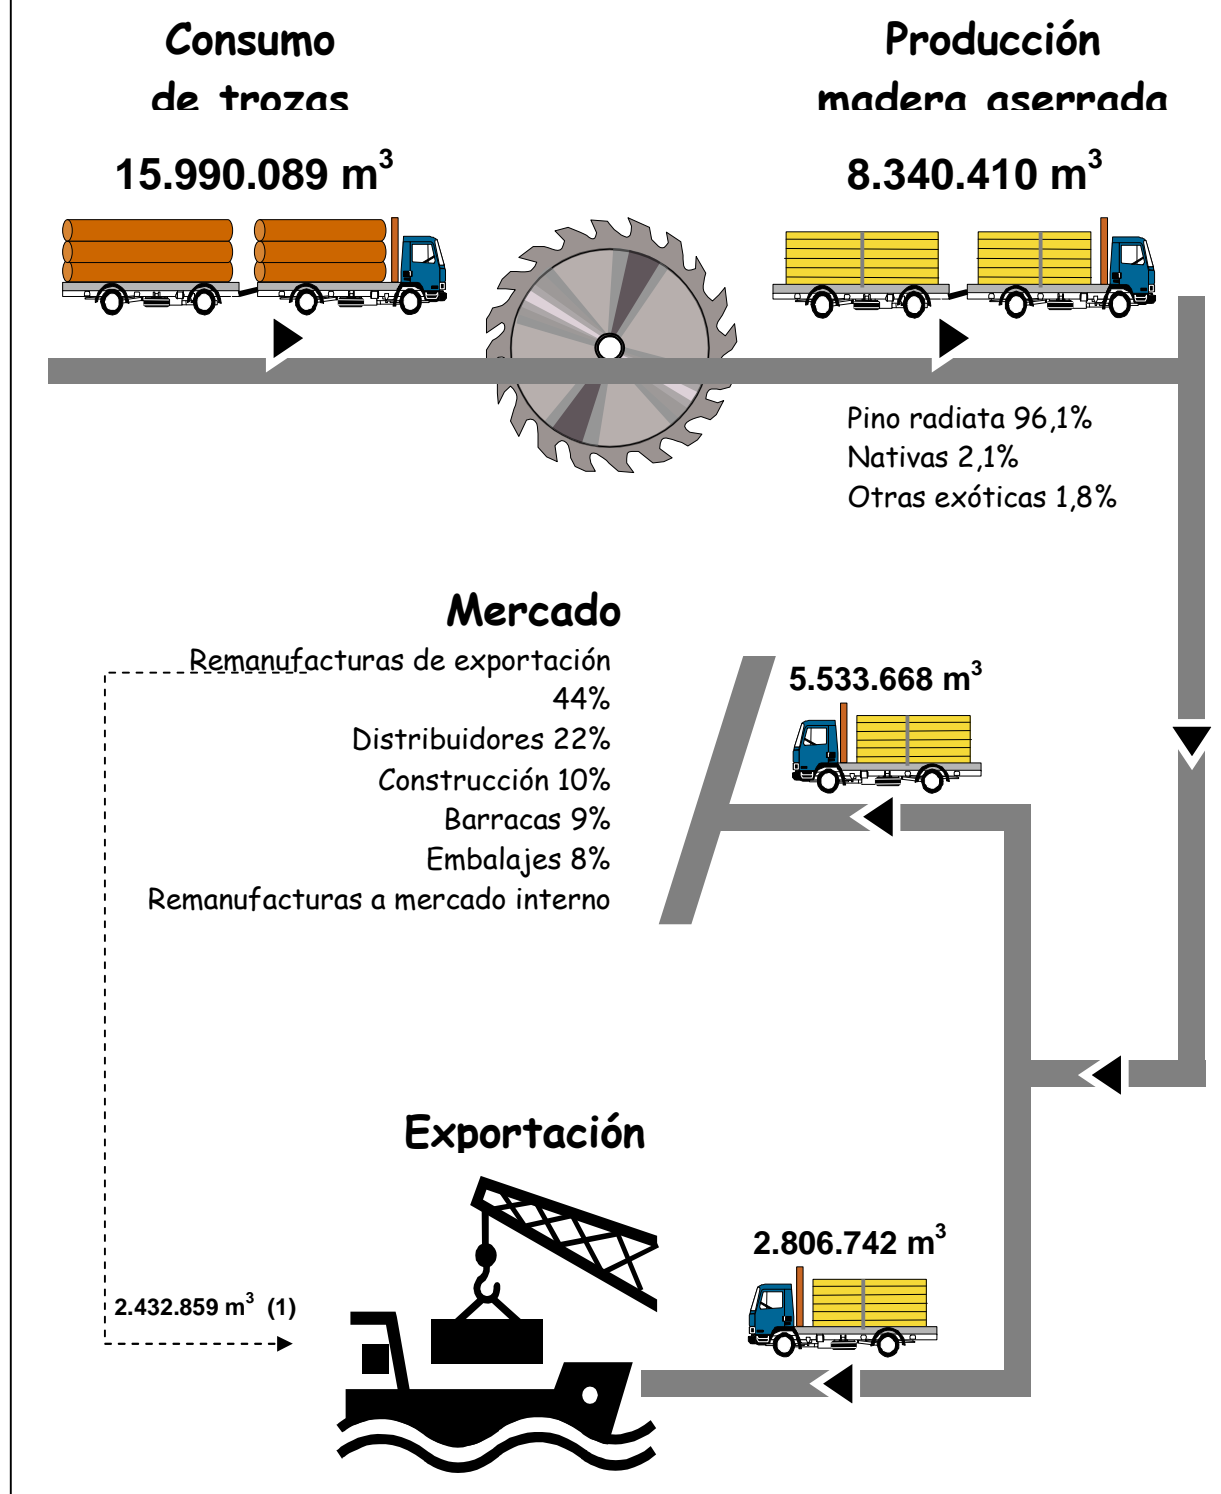 Consumo
de trozas
15.990.089 m³
Producción
madera aserrada
8.340.410 m³
Pino radiata 96,1%
Nativas 2,1%
Otras exóticas 1,8%
Mercado
Remanufacturas de exportación
44%
Distribuidores 22%
Construcción 10%
Barracas 9%
Embalajes 8%
Remanufacturas a mercado interno
5.533.668 m³
Exportación
2.806.742 m³
2.432.859 m³ (1)